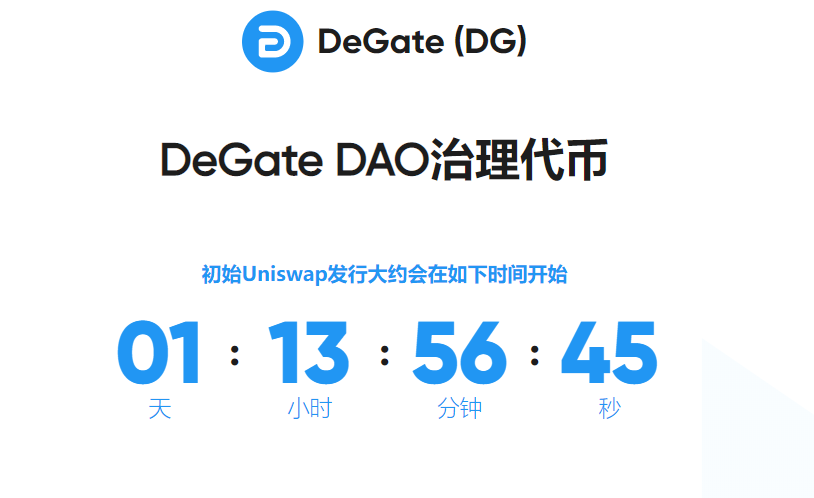 DeGate (DG)
DeGate DAO治理代币
初始Uniswap发行大约会在如下时间开始
01 : 13 : 56 : 45
天 小时 分钟 秒